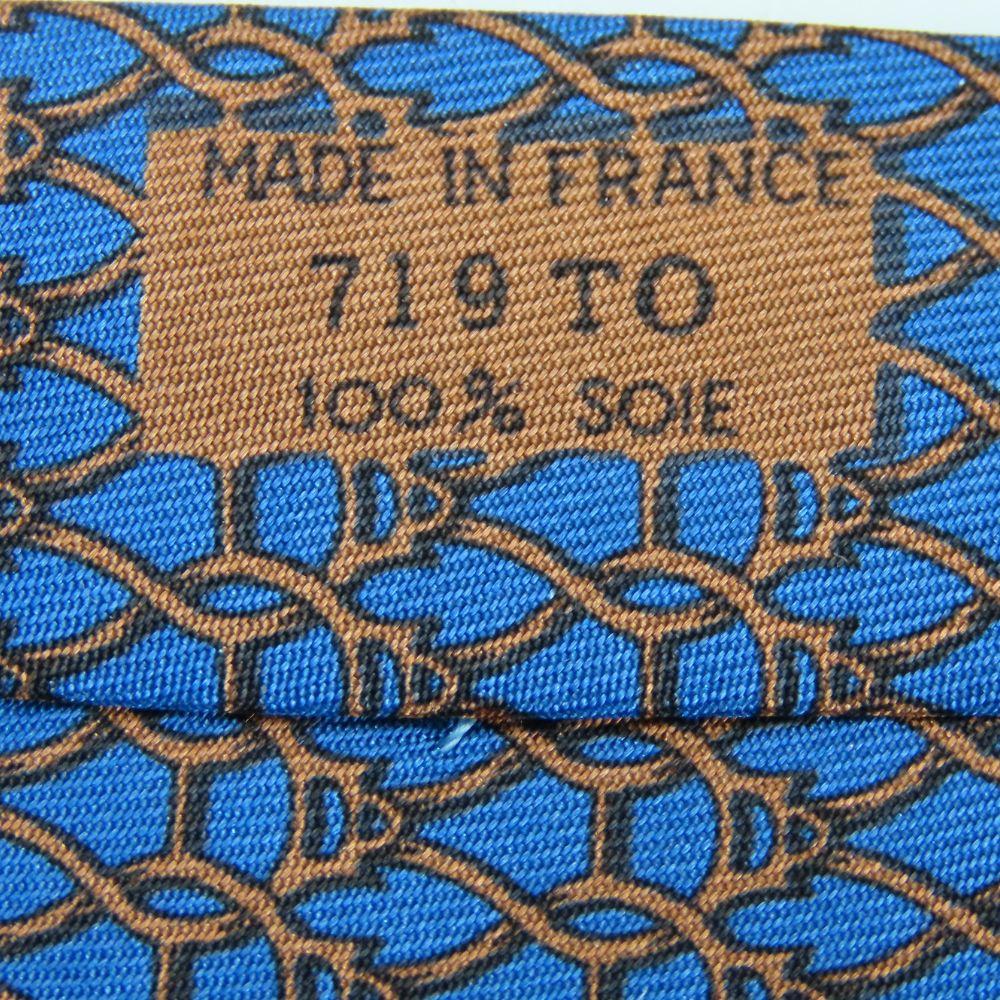 MADE IN FRANCE
719 TO
100% SOIE